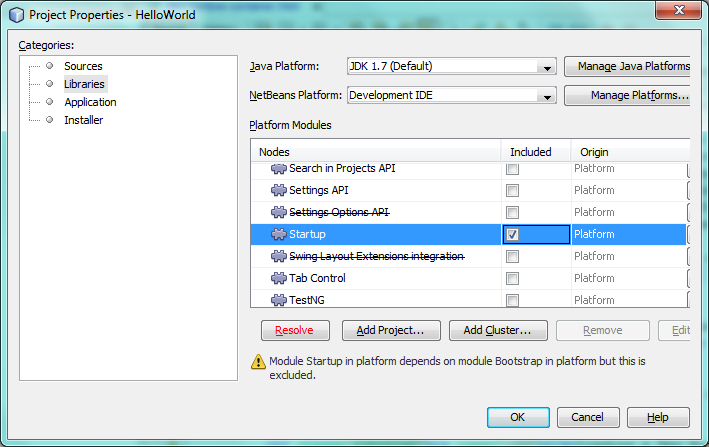 Project Properties - HelloWorld
Categories:
Sources
Libraries
Application
Installer
Java Platform: JDK 1.7 (Default) Manage Java Platforms
NetBeans Platform: Development IDE Manage Platforms...
Platform Modules
Nodes Included Origin
Search in Projects API Platform
Settings API Platform
Settings Options API Platform
Startup Platform
Swing Layout Extensions integration Platform
Tab Control Platform
TestNG Platform
Resolve Add Project... Add Cluster... Remove Edit
Module Startup in platform depends on module Bootstrap in platform but this is
excluded.
OK Cancel Help